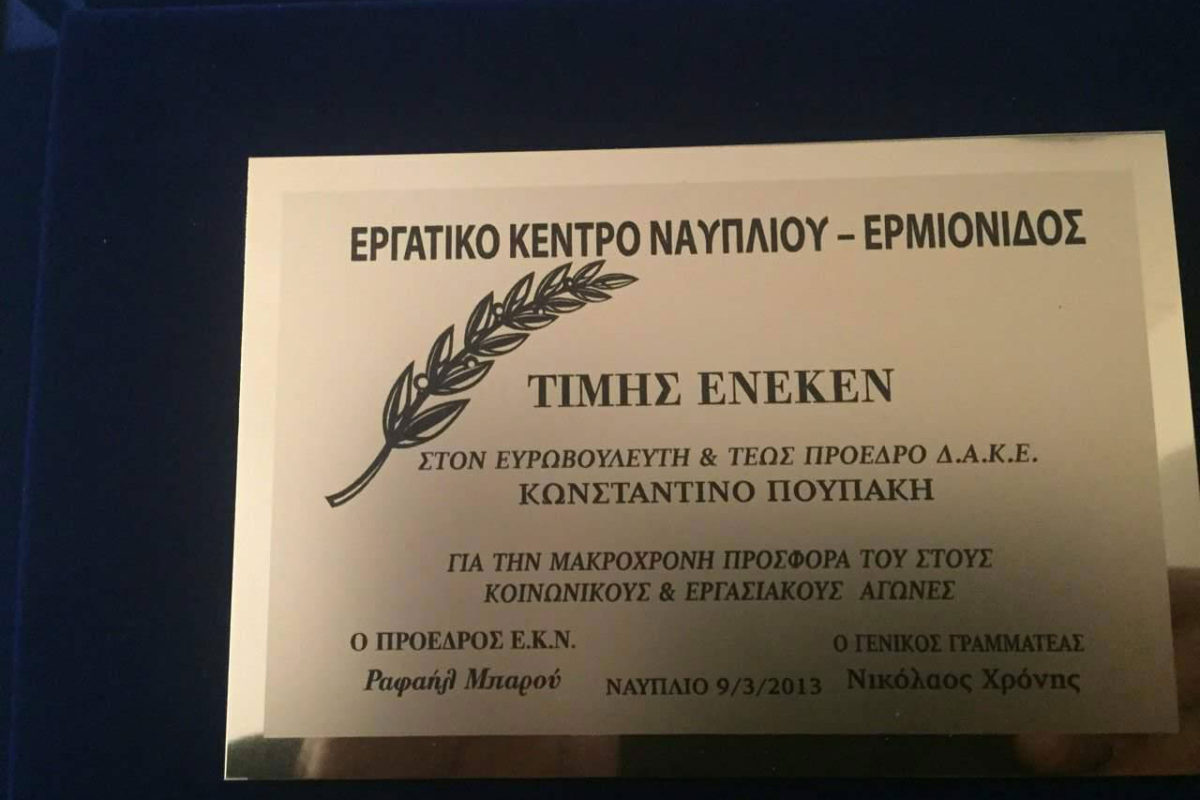 ΕΡΓΑΤΙΚΟ ΚΕΝΤΡΟ ΝΑΥΠΛΙΟΥ – ΕΡΜΙΟΝΙΔΟΣ
ΤΙΜΗΣ ΕΝΕΚΕΝ
ΣΤΟΝ ΕΥΡΩΒΟΥΛΕΥΤΗ & ΤΕΩΣ ΠΡΟΕΔΡΟ Δ.Α.Κ.Ε.
ΚΩΝΣΤΑΝΤΙΝΟ ΠΟΥΠΑΚΗ
ΓΙΑ ΤΗΝ ΜΑΚΡΟΧΡΟΝΗ ΠΡΟΣΦΟΡΑ ΤΟΥ ΣΤΟΥΣ
ΚΟΙΝΩΝΙΚΟΥΣ & ΕΡΓΑΣΙΑΚΟΥΣ ΑΓΩΝΕΣ
Ο ΠΡΟΕΔΡΟΣ Ε.Κ.Ν. Ο ΓΕΝΙΚΟΣ ΓΡΑΜΜΑΤΕΑΣ
Ραφαήλ Μπαρού ΝΑΥΠΛΙΟ 9/3/2013 Νικόλαος Χρόνης